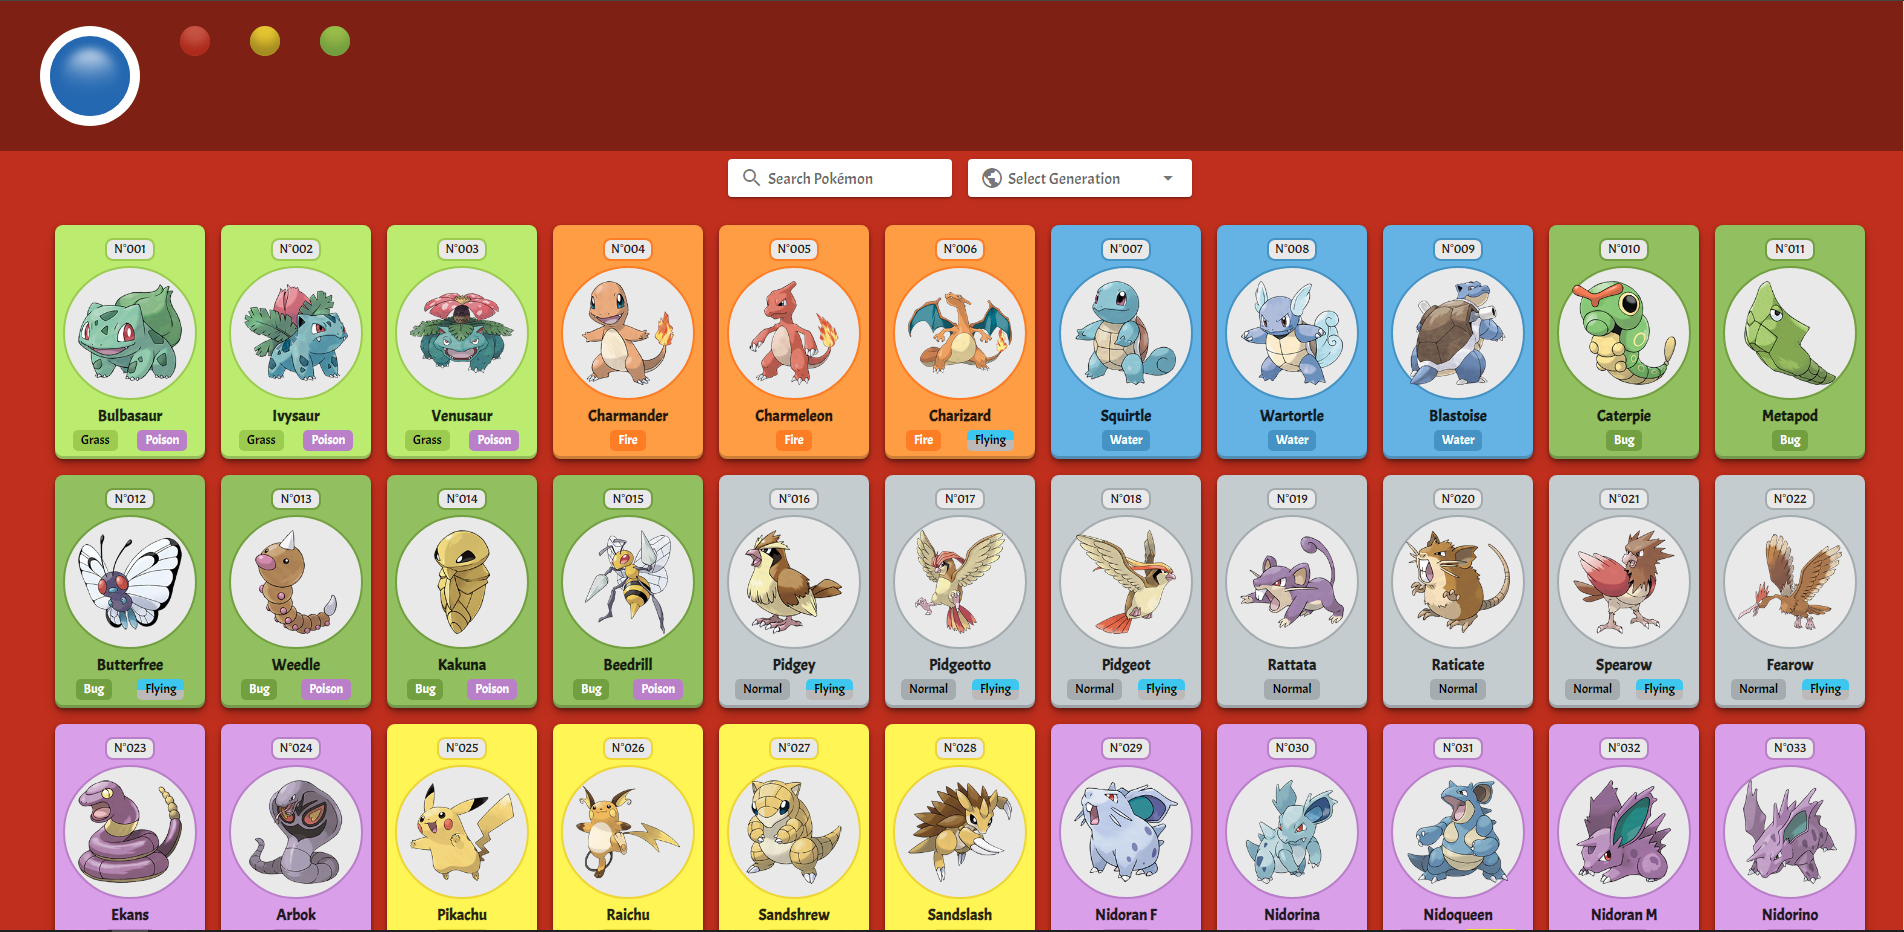 Search Pokémon Select Generation
N°001 N°002 N°003 N°004 N°005 N°006 N°007 N°008 N°009 N°010 N°011
Bulbasaur Ivysaur Venusaur Charmander Charmeleon Charizard Squirtle Wartortle Blastoise Caterpie Metapod
Grass Poison Grass Poison Grass Poison Fire Fire Fire Flying Water Water Water Bug Bug
N°012 N°013 N°014 N°015 N°016 N°017 N°018 N°019 N°020 N°021 N°022
Butterfree Weedle Kakuna Beedrill Pidgey Pidgeotto Pidgeot Rattata Raticate Spearow Fearow
Bug Flying Bug Poison Bug Poison Bug Poison Normal Flying Normal Flying Normal Flying Normal Normal Normal Flying Normal Flying
N°023 N°024 N°025 N°026 N°027 N°028 N°029 N°030 N°031 N°032 N°033
Ekans Arbok Pikachu Raichu Sandshrew Sandslash Nidoran F Nidorina Nidoqueen Nidoran M Nidorino